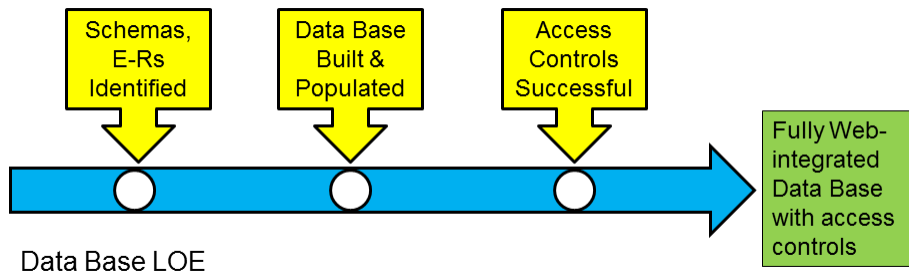 Schemas,
E-Rs
Identified
Data Base
Built &
Populated
Access
Controls
Successful
Fully Web-
integrated
Data Base
with access
controls
Data Base LOE